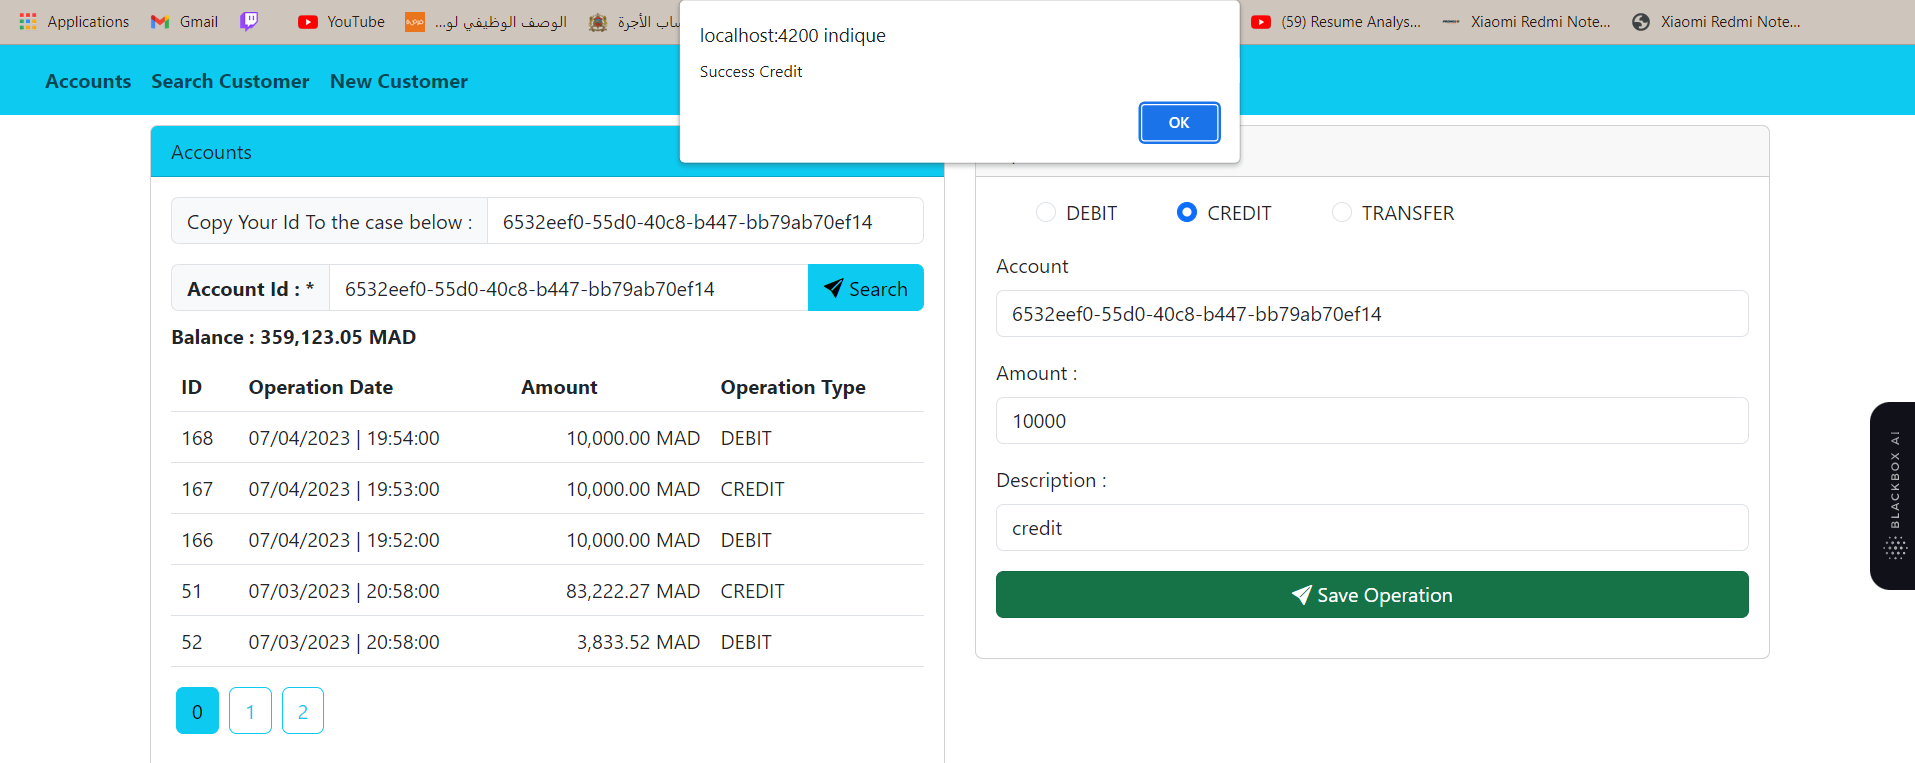 Applications Gmail YouTube ...الوصف الوظيفي لو ساب الأجرة (59) Resume Analys... Xiaomi Redmi Note... Xiaomi Redmi Note...
localhost:4200 indique
Success Credit
OK
Accounts Search Customer New Customer
Accounts
Copy Your Id To the case below : 6532eef0-55d0-40c8-b447-bb79ab70ef14
Account Id : * 6532eef0-55d0-40c8-b447-bb79ab70ef14 Search
Balance : 359,123.05 MAD
ID Operation Date Amount Operation Type
168 07/04/2023 | 19:54:00 10,000.00 MAD DEBIT
167 07/04/2023 | 19:53:00 10,000.00 MAD CREDIT
166 07/04/2023 | 19:52:00 10,000.00 MAD DEBIT
51 07/03/2023 | 20:58:00 83,222.27 MAD CREDIT
52 07/03/2023 | 20:58:00 3,833.52 MAD DEBIT
0 1 2
DEBIT CREDIT TRANSFER
Account
6532eef0-55d0-40c8-b447-bb79ab70ef14
Amount :
10000
Description :
credit
Save Operation
BLACKBOX AI